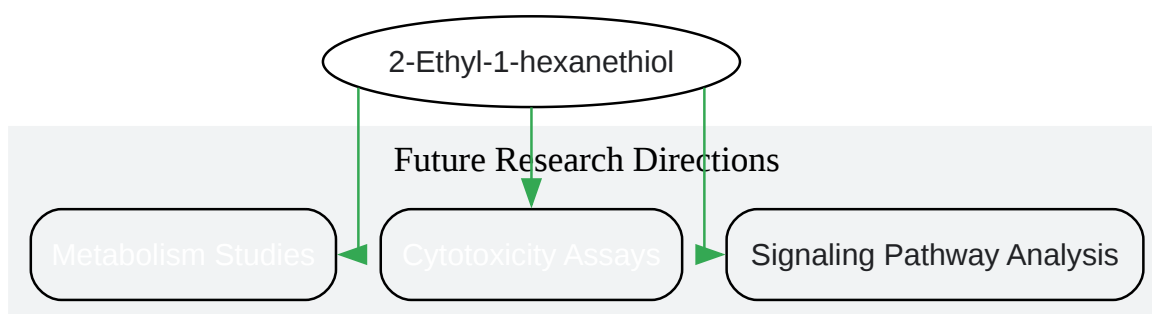 2-Ethyl-1-hexanethiol
Future Research Directions
Metabolism Studies
Cytotoxicity Assays
Signaling Pathway Analysis